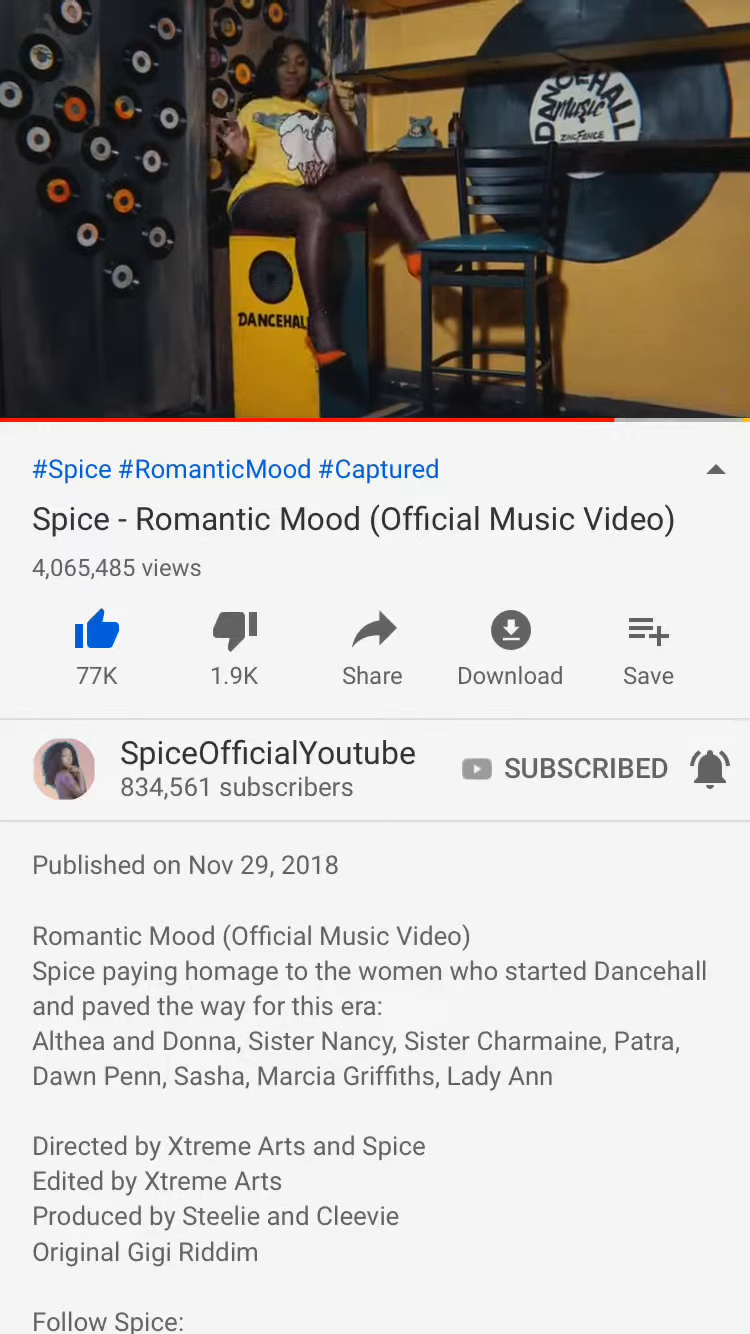 DANCEHALL
Music
ZINC FENCE
DANCEHAL
#Spice #RomanticMood #Captured
Spice - Romantic Mood (Official Music Video)
4,065,485 views
77K 1.9K Share Download Save
SpiceOfficialYoutube
834,561 subscribers
SUBSCRIBED
Published on Nov 29, 2018
Romantic Mood (Official Music Video)
Spice paying homage to the women who started Dancehall
and paved the way for this era:
Althea and Donna, Sister Nancy, Sister Charmaine, Patra,
Dawn Penn, Sasha, Marcia Griffiths, Lady Ann
Directed by Xtreme Arts and Spice
Edited by Xtreme Arts
Produced by Steelie and Cleevie
Original Gigi Riddim
Follow Spice: